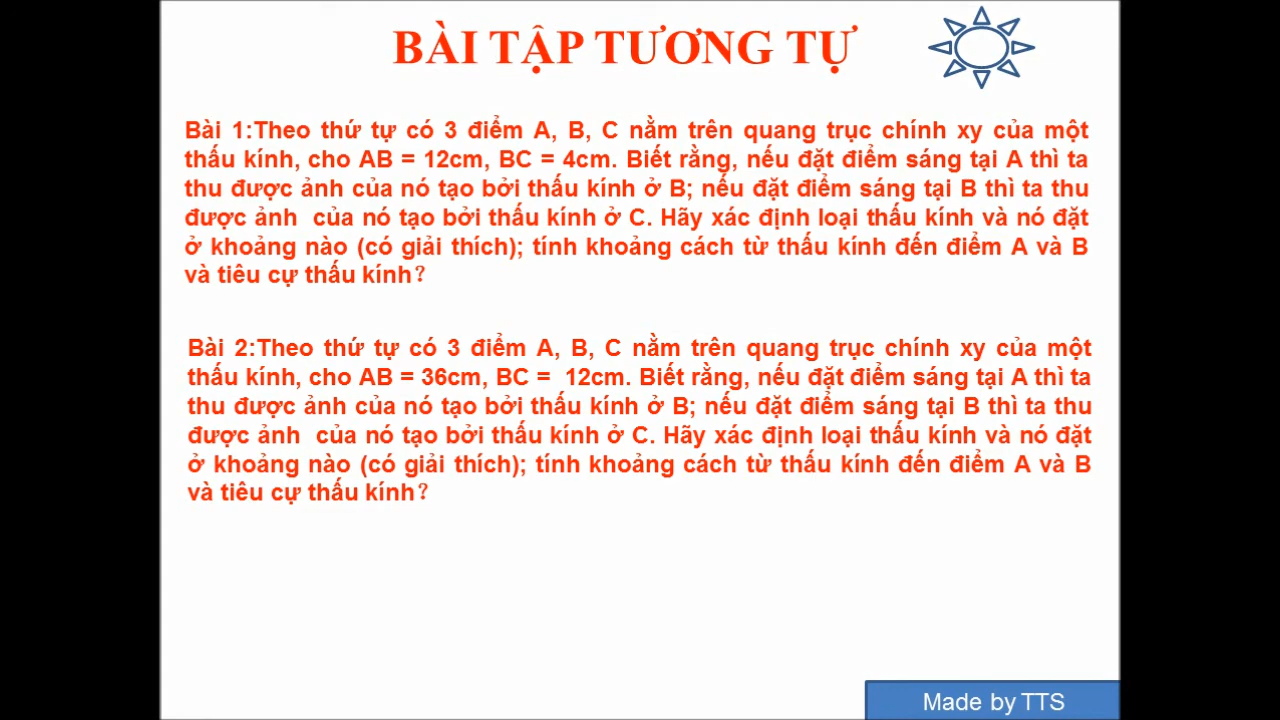 BÀI TẬP TƯƠNG TỰ
Bài 1:Theo thứ tự có 3 điểm A, B, C nằm trên quang trục chính xy của một
thấu kính, cho AB = 12cm, BC = 4cm. Biết rằng, nếu đặt điểm sáng tại A thì ta
thu được ảnh của nó tạo bởi thấu kính ở B; nếu đặt điểm sáng tại B thì ta thu
được ảnh của nó tạo bởi thấu kính ở C. Hãy xác định loại thấu kính và nó đặt
ở khoảng nào (có giải thích); tính khoảng cách từ thấu kính đến điểm A và B
và tiêu cự thấu kính?
Bài 2:Theo thứ tự có 3 điểm A, B, C nằm trên quang trục chính xy của một
thấu kính, cho AB = 36cm, BC = 12cm. Biết rằng, nếu đặt điểm sáng tại A thì ta
thu được ảnh của nó tạo bởi thấu kính ở B; nếu đặt điểm sáng tại B thì ta thu
được ảnh của nó tạo bởi thấu kính ở C. Hãy xác định loại thấu kính và nó đặt
ở khoảng nào (có giải thích); tính khoảng cách từ thấu kính đến điểm A và B
và tiêu cự thấu kính?
Made by TTS